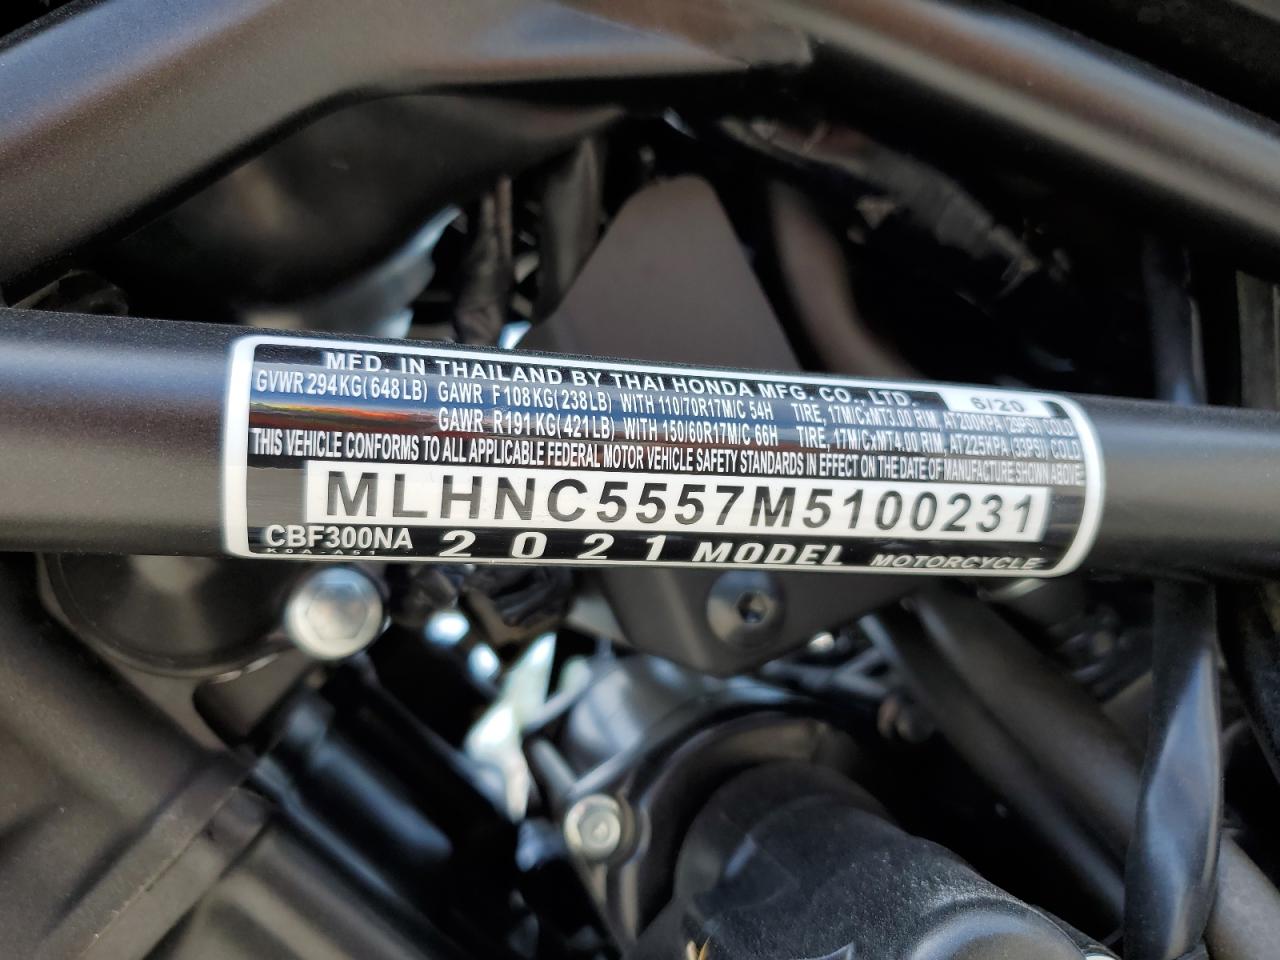 MFD. IN THAILAND BY THAI HONDA MFG. CO., LTD. 6/20
GVWR 294KG(648LB) GAWR F108KG(238LB) WITH 110/70R17M/C 54H TIRE, 17M/CxMT3.00 RIM, AT200KPA (29PSI) COLD
GAWR R191KG(421LB) WITH 150/60R17M/C 66H TIRE, 17M/CxMT4.00 RIM, AT225KPA (33PSI) COLD
THIS VEHICLE CONFORMS TO ALL APPLICABLE FEDERAL MOTOR VEHICLE SAFETY STANDARDS IN EFFECT ON THE DATE OF MANUFACTURE SHOWN ABOVE.
MLHNC5557M5100231
CBF300NA 2021 MODEL MOTORCYCLE